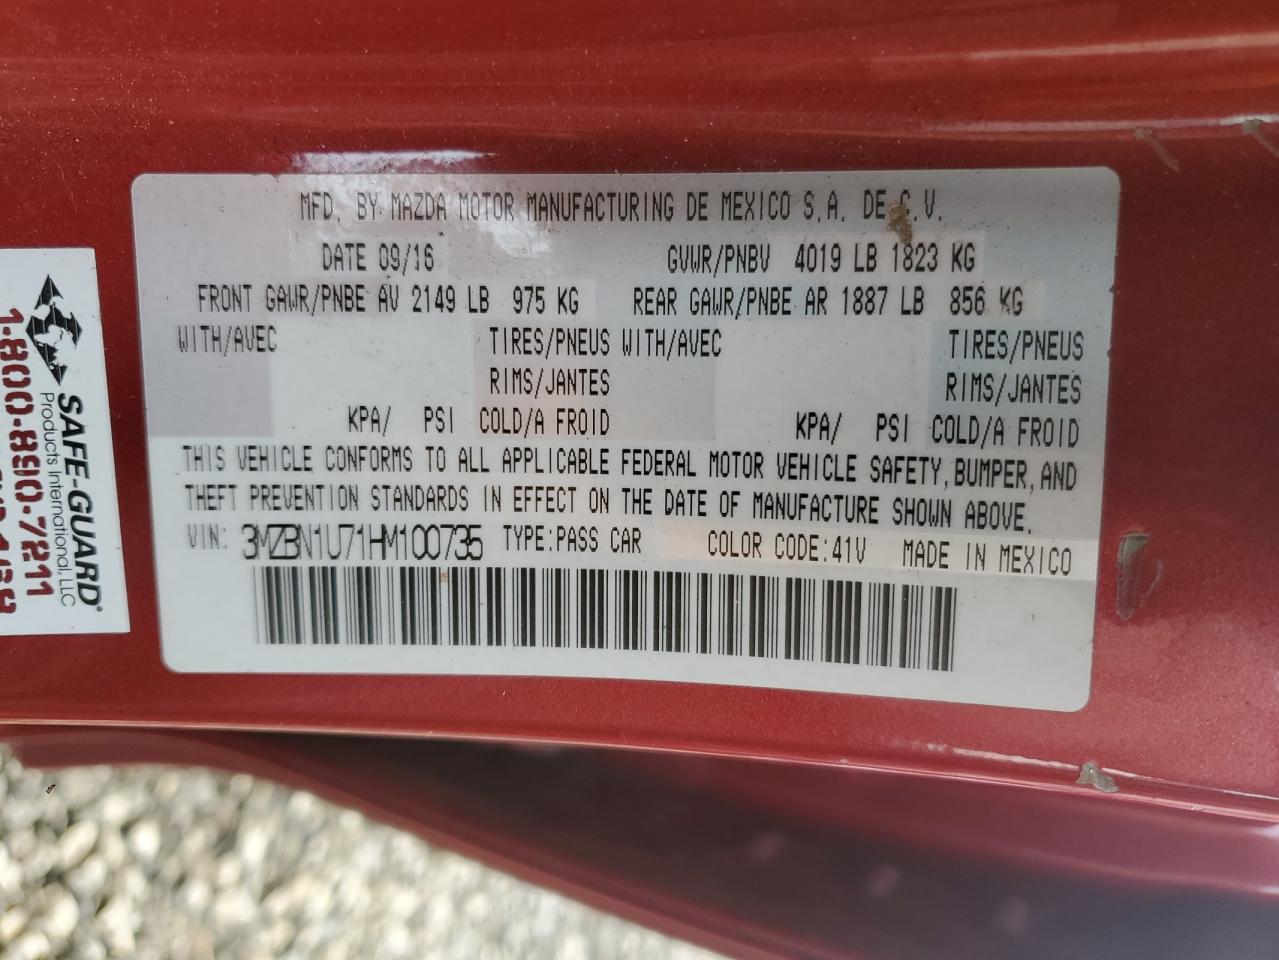 MFD. BY MAZDA MOTOR MANUFACTURING DE MEXICO S.A. DE C.V.
DATE 09/16 GVWR/PNBV 4019 LB 1823 KG
FRONT GAWR/PNBE AV 2149 LB 975 KG REAR GAWR/PNBE AR 1887 LB 856 KG
WITH/AVEC TIRES/PNEUS WITH/AVEC TIRES/PNEUS
RIMS/JANTES RIMS/JANTES
KPA/ PSI COLD/A FROID KPA/ PSI COLD/A FROID
THIS VEHICLE CONFORMS TO ALL APPLICABLE FEDERAL MOTOR VEHICLE SAFETY, BUMPER, AND
THEFT PREVENTION STANDARDS IN EFFECT ON THE DATE OF MANUFACTURE SHOWN ABOVE.
VIN: 3MZBN1U71HM100735 TYPE:PASS CAR COLOR CODE:41V MADE IN MEXICO
SAFE-GUARD®
Products International, LLC
1-800-890-7211